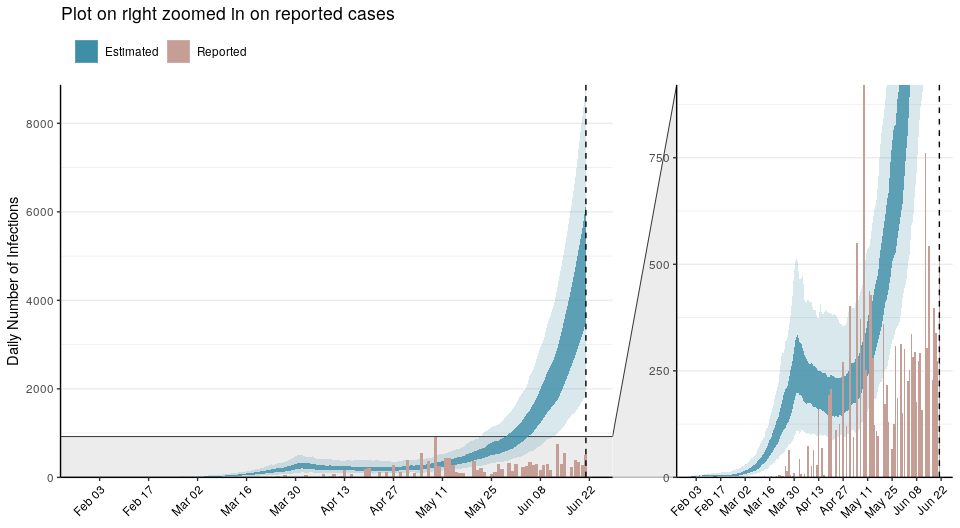 Plot on right zoomed in on reported cases
Estimated Reported
Daily Number of Infections
8000
6000
4000
2000
0
Feb 03 Feb 17 Mar 02 Mar 16 Mar 30 Apr 13 Apr 27 May 11 May 25 Jun 08 Jun 22
750
500
250
0
Feb 03 Feb 17 Mar 02 Mar 16 Mar 30 Apr 13 Apr 27 May 11 May 25 Jun 08 Jun 22